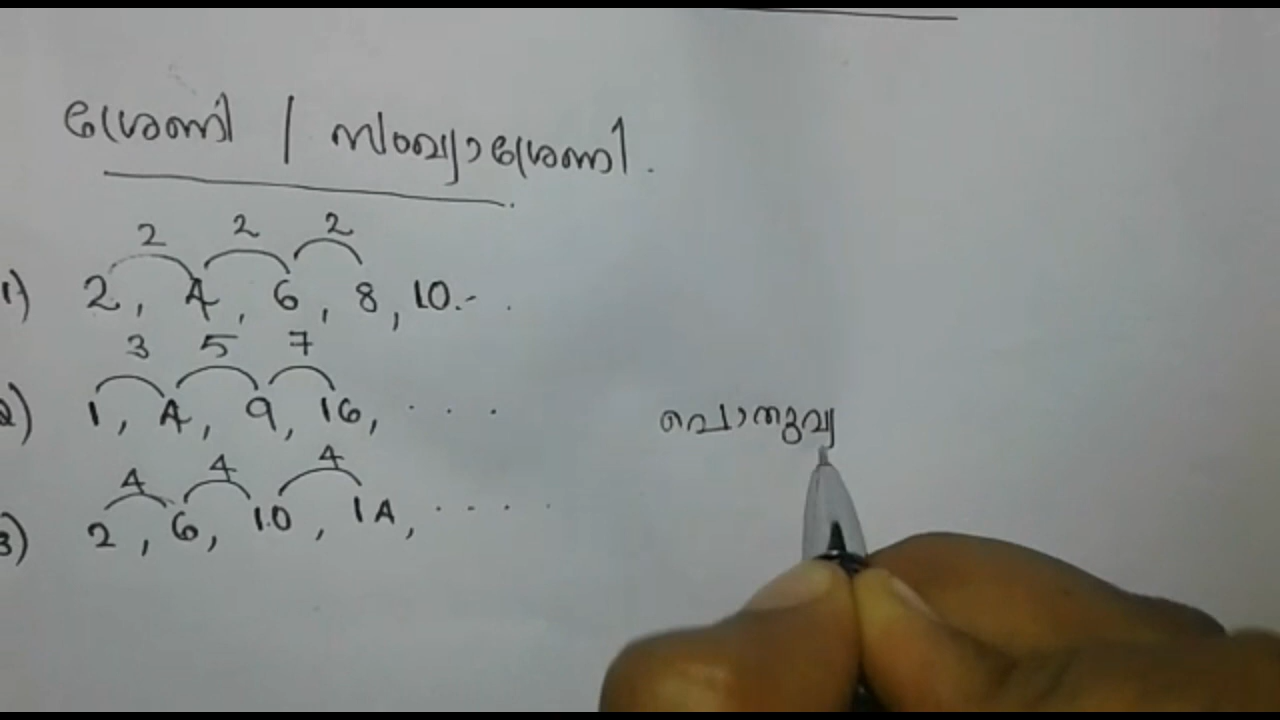 ശ്രേണി / സംഖ്യാശ്രേണി.
2 2 2
1) 2, 4, 6, 8, 10...
3 5 7
2) 1, 4, 9, 16, ...
4 4 4
3) 2, 6, 10, 14, ....
പൊതുവ്യ